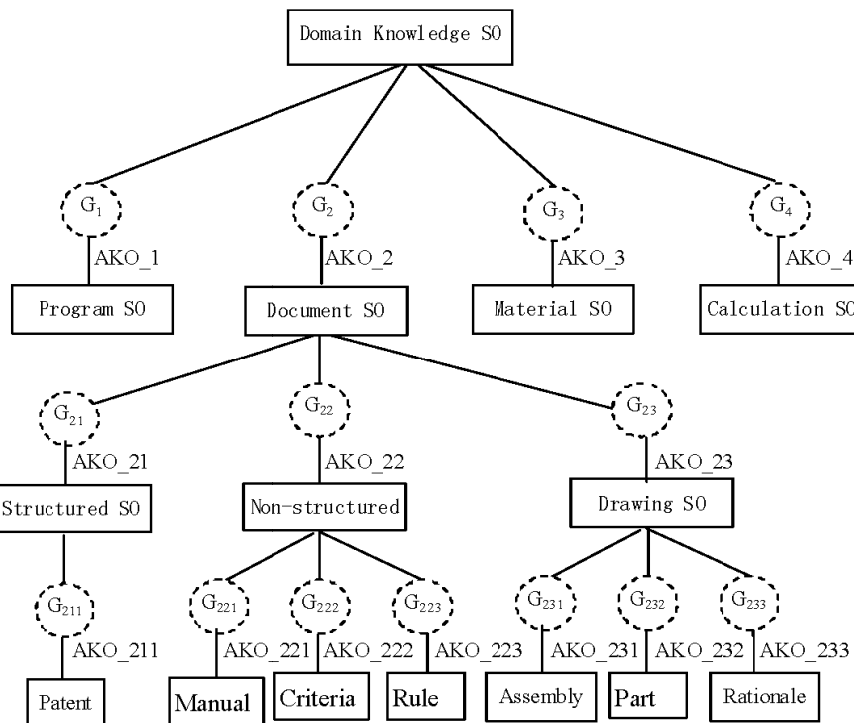 Domain Knowledge SO
G1 G2 G3 G4
AKO_1 AKO_2 AKO_3 AKO_4
Program SO Document SO Material SO Calculation SO
G21 G22 G23
AKO_21 AKO_22 AKO_23
Structured SO Non-structured Drawing SO
G211 G221 G222 G223 G231 G232 G233
AKO_211 AKO_221 AKO_222 AKO_223 AKO_231 AKO_232 AKO_233
Patent Manual Criteria Rule Assembly Part Rationale